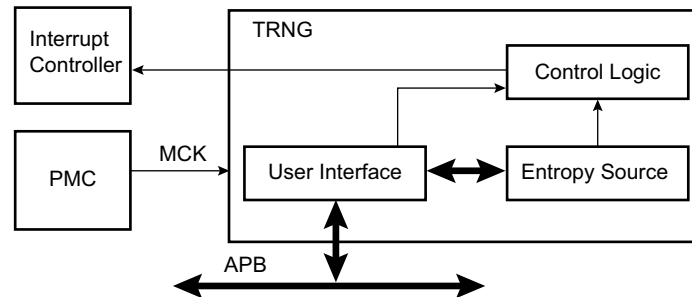 Interrupt
Controller
TRNG
Control Logic
PMC
MCK
User Interface
Entropy Source
APB